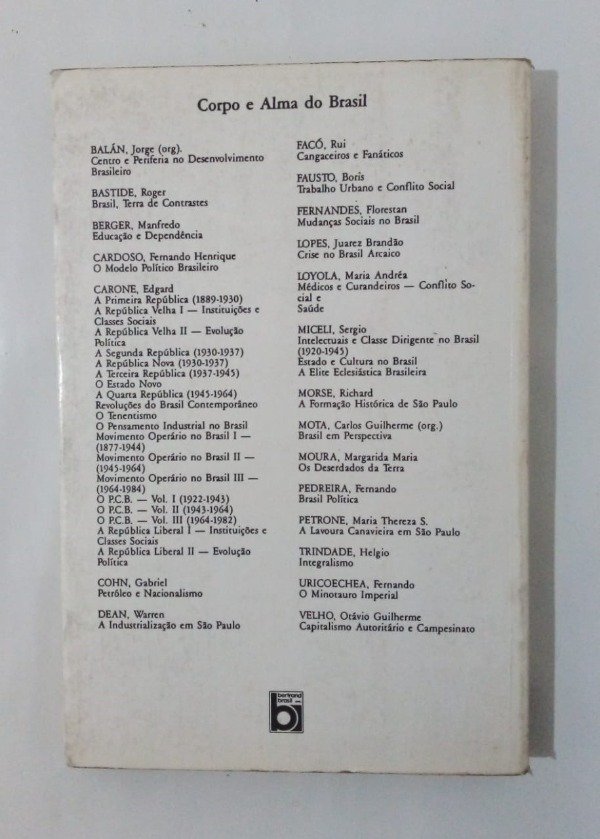 Corpo e Alma do Brasil
BALÁN, Jorge (org).
Centro e Periferia no Desenvolvimento
Brasileiro
BASTIDE, Roger
Brasil, Terra de Contrastes
BERGER, Manfredo
Educação e Dependência
CARDOSO, Fernando Henrique
O Modelo Político Brasileiro
CARONE, Edgard
A Primeira República (1889-1930)
A República Velha I — Instituições e
Classes Sociais
A República Velha II — Evolução
Política
A Segunda República (1930-1937)
A República Nova (1930-1937)
A Terceira República (1937-1945)
O Estado Novo
A Quarta República (1945-1964)
Revoluções do Brasil Contemporâneo
O Tenentismo
O Pensamento Industrial no Brasil
Movimento Operário no Brasil I —
(1877-1944)
Movimento Operário no Brasil II —
(1945-1964)
Movimento Operário no Brasil III —
(1964-1984)
O P.C.B. — Vol. I (1922-1943)
O P.C.B. — Vol. II (1943-1964)
O P.C.B. — Vol. III (1964-1982)
A República Liberal I — Instituições e
Classes Sociais
A República Liberal II — Evolução
Política
COHN, Gabriel
Petróleo e Nacionalismo
DEAN, Warren
A Industrialização em São Paulo
FACÓ, Rui
Cangaceiros e Fanáticos
FAUSTO, Boris
Trabalho Urbano e Conflito Social
FERNANDES, Florestan
Mudanças Sociais no Brasil
LOPES, Juarez Brandão
Crise no Brasil Arcaico
LOYOLA, Maria Andréa
Médicos e Curandeiros — Conflito So-
cial e
Saúde
MICELI, Sergio
Intelectuais e Classe Dirigente no Brasil
(1920-1945)
Estado e Cultura no Brasil
A Elite Eclesiástica Brasileira
MORSE, Richard
A Formação Histórica de São Paulo
MOTA, Carlos Guilherme (org.)
Brasil em Perspectiva
MOURA, Margarida Maria
Os Deserdados da Terra
PEDREIRA, Fernando
Brasil Política
PETRONE, Maria Thereza S.
A Lavoura Canavieira em São Paulo
TRINDADE, Helgio
Integralismo
URICOECHEA, Fernando
O Minotauro Imperial
VELHO, Otávio Guilherme
Capitalismo Autoritário e Campesinato
bertrand
brasil